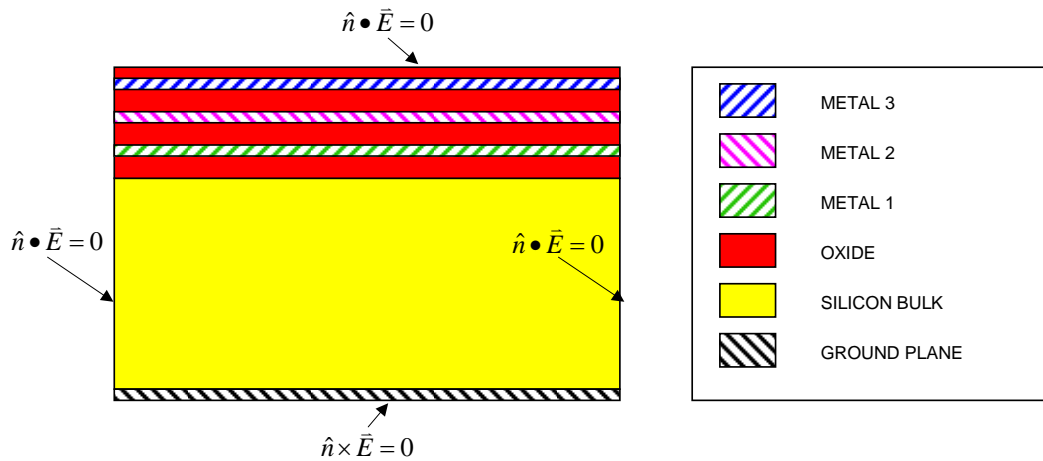 n̂ • E⃗ = 0
METAL 3
METAL 2
METAL 1
n̂ • E⃗ = 0
n̂ • E⃗ = 0
OXIDE
SILICON BULK
GROUND PLANE
n̂ × E⃗ = 0